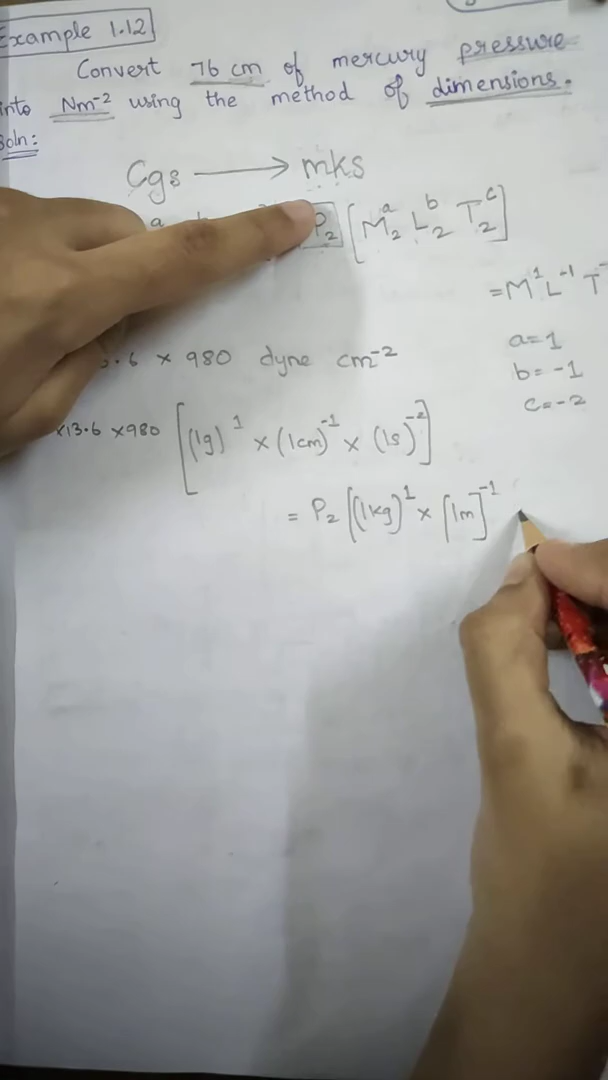 Example 1.12
Convert 76 cm of mercury pressure
into Nm⁻² using the method of dimensions.
Soln:
Cgs → mks
a P₂ [M₂ᵃ L₂ᵇ T₂ᶜ]
= M¹ L⁻¹ T⁻
a=1
.6 × 980 dyne cm⁻²
b=-1
c=-2
×13.6 ×980 [(1g)¹ × (1cm)⁻¹ × (1s)⁻²]
= P₂ [(1kg)¹ × [1m]⁻¹